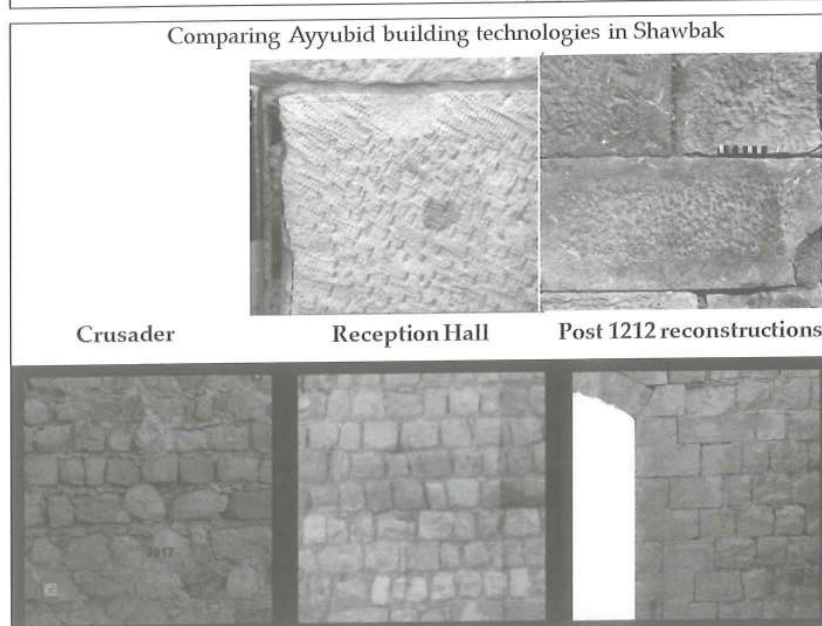 Comparing Ayyubid building technologies in Shawbak
Crusader
Reception Hall
Post 1212 reconstructions
3017